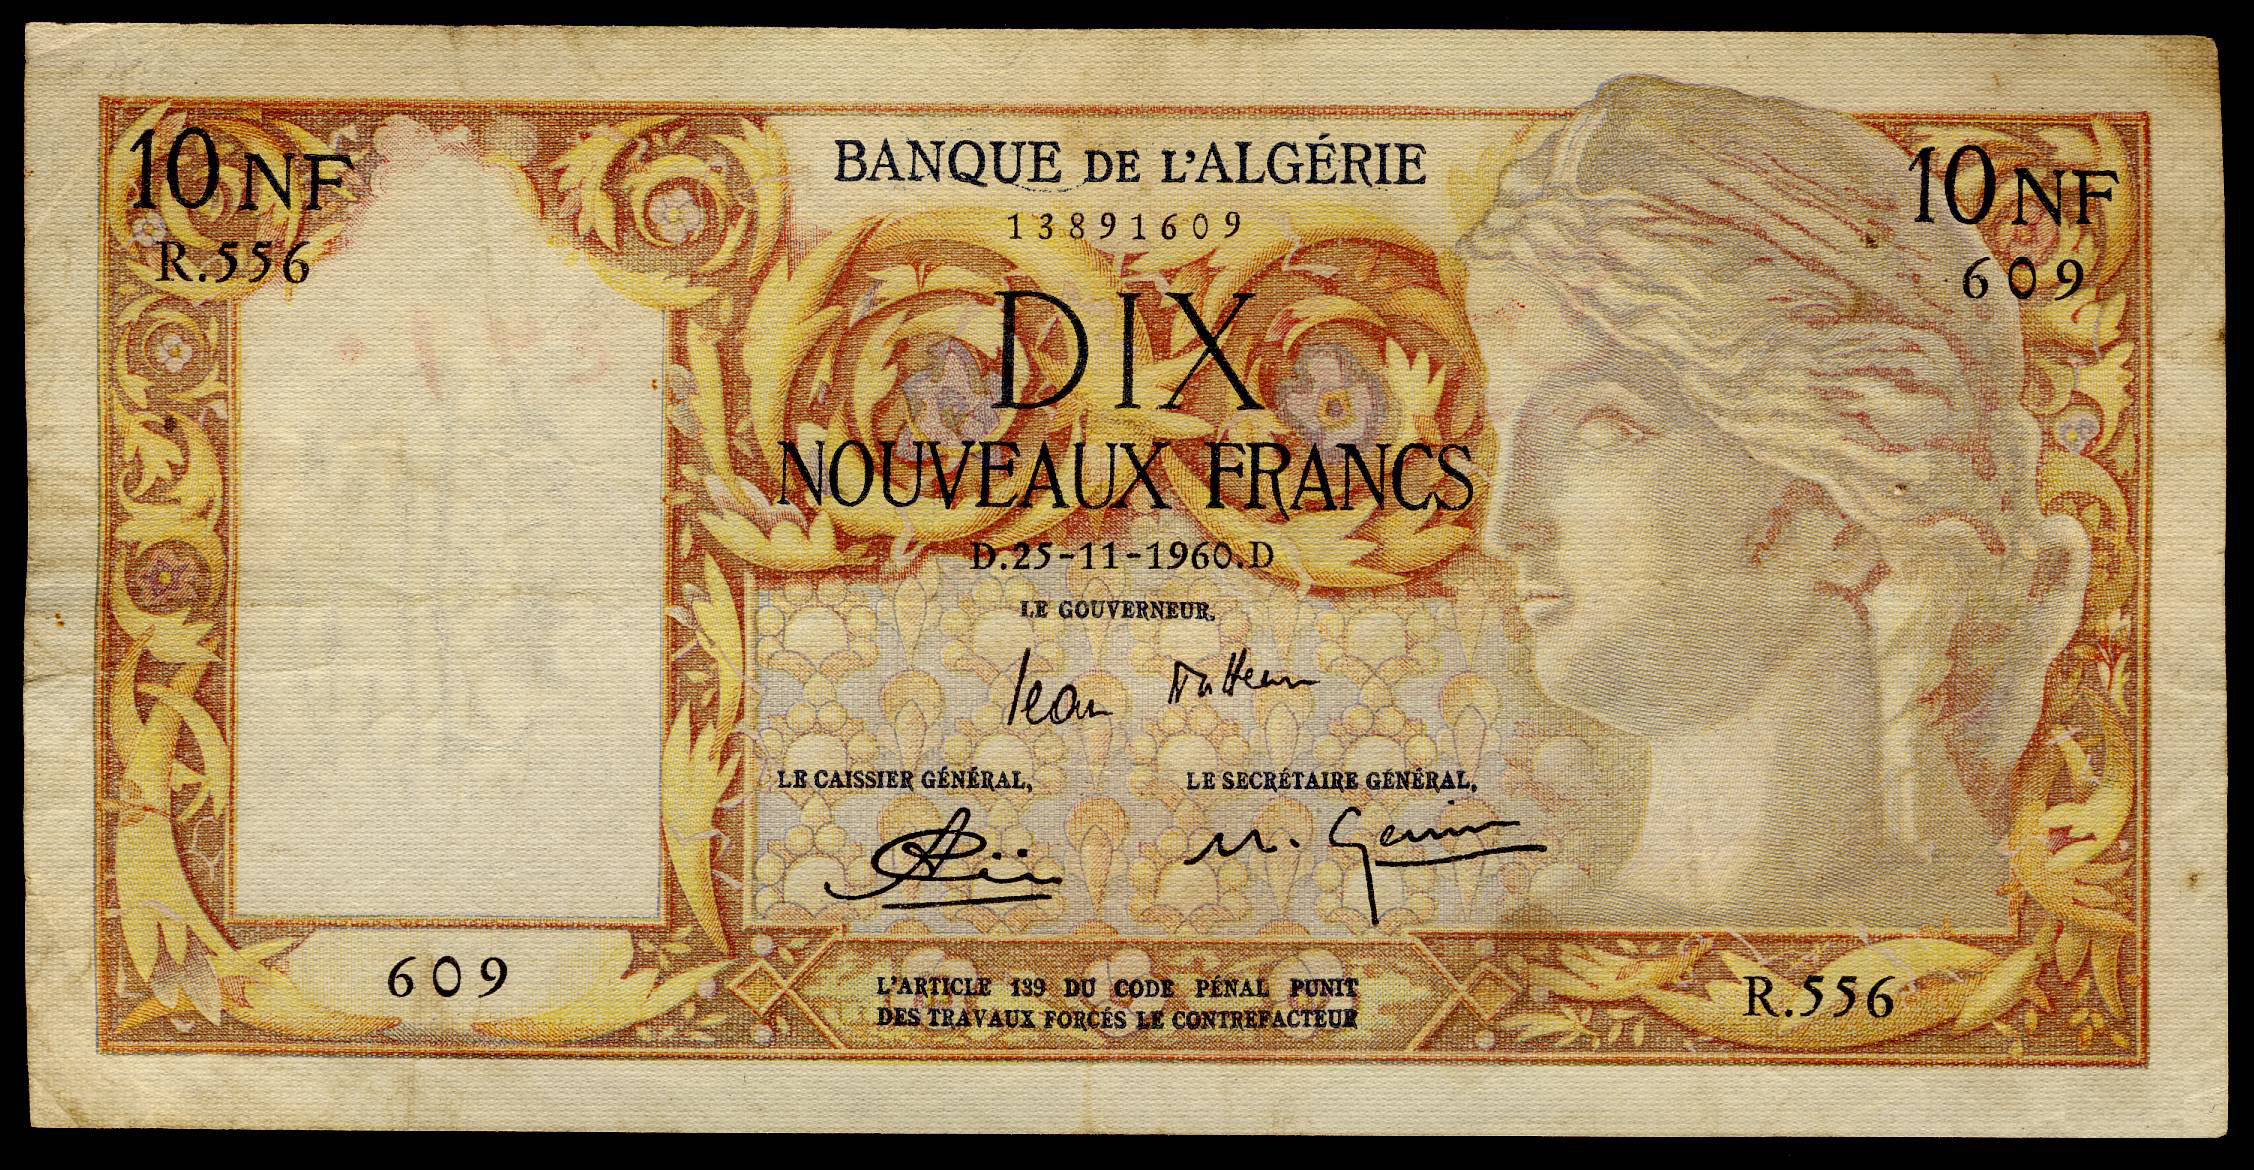 10 NF
BANQUE DE L'ALGÉRIE
10 NF
13891609
R.556
609
DIX
NOUVEAUX FRANCS
D.25-11-1960.D
LE GOUVERNEUR,
Jean
LE CAISSIER GÉNÉRAL,
LE SECRÉTAIRE GÉNÉRAL,
609
L'ARTICLE 139 DU CODE PÉNAL PUNIT
DES TRAVAUX FORCÉS LE CONTREFACTEUR
R.556